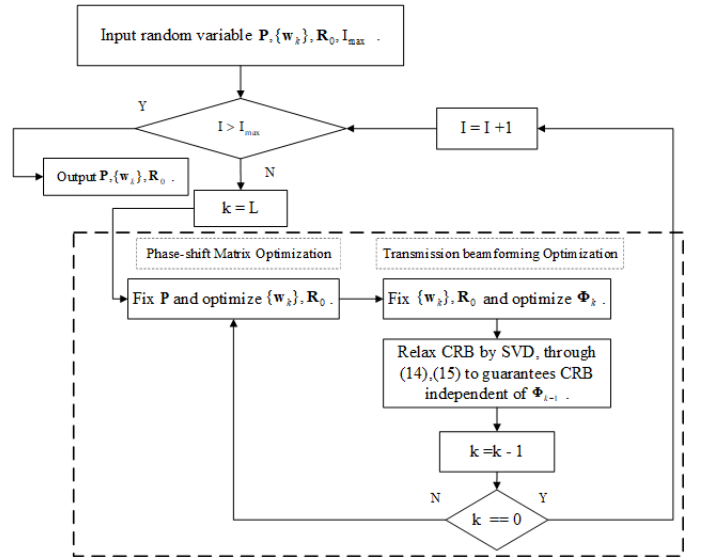 Input random variable P,{w_k},R_0,I_max .
Y
I > I_max
I = I +1
N
Output P,{w_k},R_0 .
k = L
Phase-shift Matrix Optimization
Transmission beamforming Optimization
Fix P and optimize {w_k},R_0 .
Fix {w_k},R_0 and optimize Φ_k .
Relax CRB by SVD, through
(14),(15) to guarantees CRB
independent of Φ_{k-1} .
k =k - 1
N
Y
k == 0